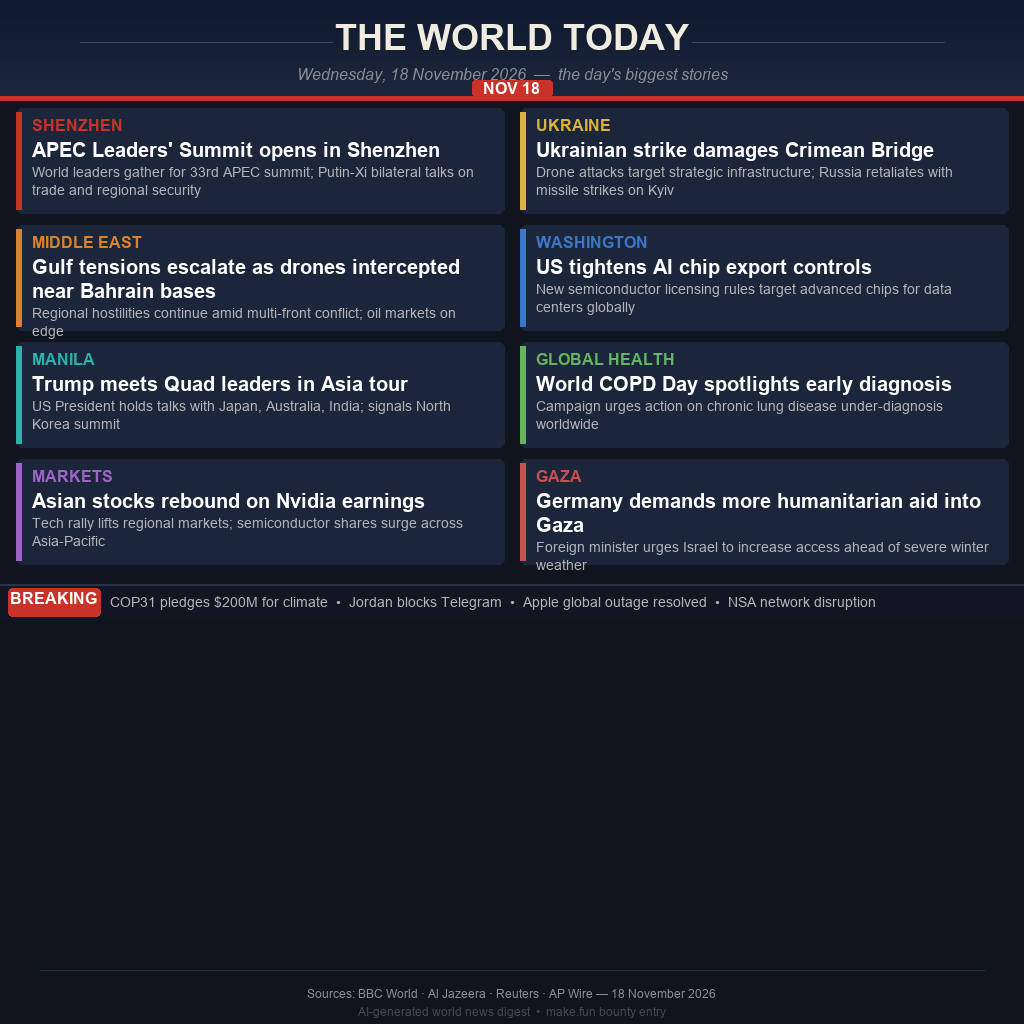 THE WORLD TODAY
Wednesday, 18 November 2026 — the day's biggest stories
NOV 18
SHENZHEN
APEC Leaders' Summit opens in Shenzhen
World leaders gather for 33rd APEC summit; Putin-Xi bilateral talks on
trade and regional security
UKRAINE
Ukrainian strike damages Crimean Bridge
Drone attacks target strategic infrastructure; Russia retaliates with
missile strikes on Kyiv
MIDDLE EAST
Gulf tensions escalate as drones intercepted
near Bahrain bases
Regional hostilities continue amid multi-front conflict; oil markets on
edge
WASHINGTON
US tightens AI chip export controls
New semiconductor licensing rules target advanced chips for data
centers globally
MANILA
Trump meets Quad leaders in Asia tour
US President holds talks with Japan, Australia, India; signals North
Korea summit
GLOBAL HEALTH
World COPD Day spotlights early diagnosis
Campaign urges action on chronic lung disease under-diagnosis
worldwide
MARKETS
Asian stocks rebound on Nvidia earnings
Tech rally lifts regional markets; semiconductor shares surge across
Asia-Pacific
GAZA
Germany demands more humanitarian aid into
Gaza
Foreign minister urges Israel to increase access ahead of severe winter
weather
BREAKING
COP31 pledges $200M for climate • Jordan blocks Telegram • Apple global outage resolved • NSA network disruption
Sources: BBC World · Al Jazeera · Reuters · AP Wire — 18 November 2026
AI-generated world news digest • make.fun bounty entry